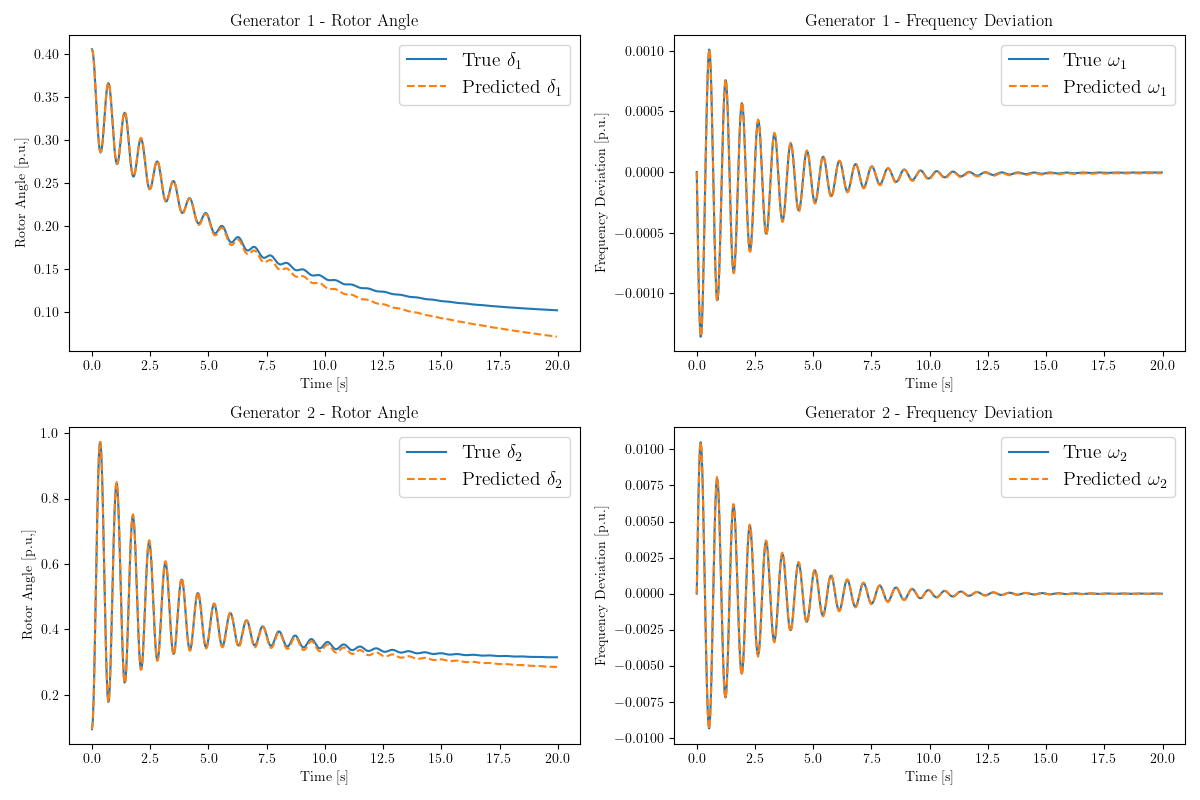 Generator 1 - Rotor Angle
True δ₁
Predicted δ₁
Rotor Angle [p.u,]
0.40
0.35
0.30
0.25
0.20
0.15
0.10
0.0 2.5 5.0 7.5 10.0 12.5 15.0 17.5 20.0
Time [s]
Generator 1 - Frequency Deviation
True ω₁
Predicted ω₁
Frequency Deviation [p.u.]
0.0010
0.0005
0.0000
−0.0005
−0.0010
0.0 2.5 5.0 7.5 10.0 12.5 15.0 17.5 20.0
Time [s]
Generator 2 - Rotor Angle
True δ₂
Predicted δ₂
Rotor Angle [p.u,]
1.0
0.8
0.6
0.4
0.2
0.0 2.5 5.0 7.5 10.0 12.5 15.0 17.5 20.0
Time [s]
Generator 2 - Frequency Deviation
True ω₂
Predicted ω₂
Frequency Deviation [p.u.]
0.0100
0.0075
0.0050
0.0025
0.0000
−0.0025
−0.0050
−0.0075
−0.0100
0.0 2.5 5.0 7.5 10.0 12.5 15.0 17.5 20.0
Time [s]